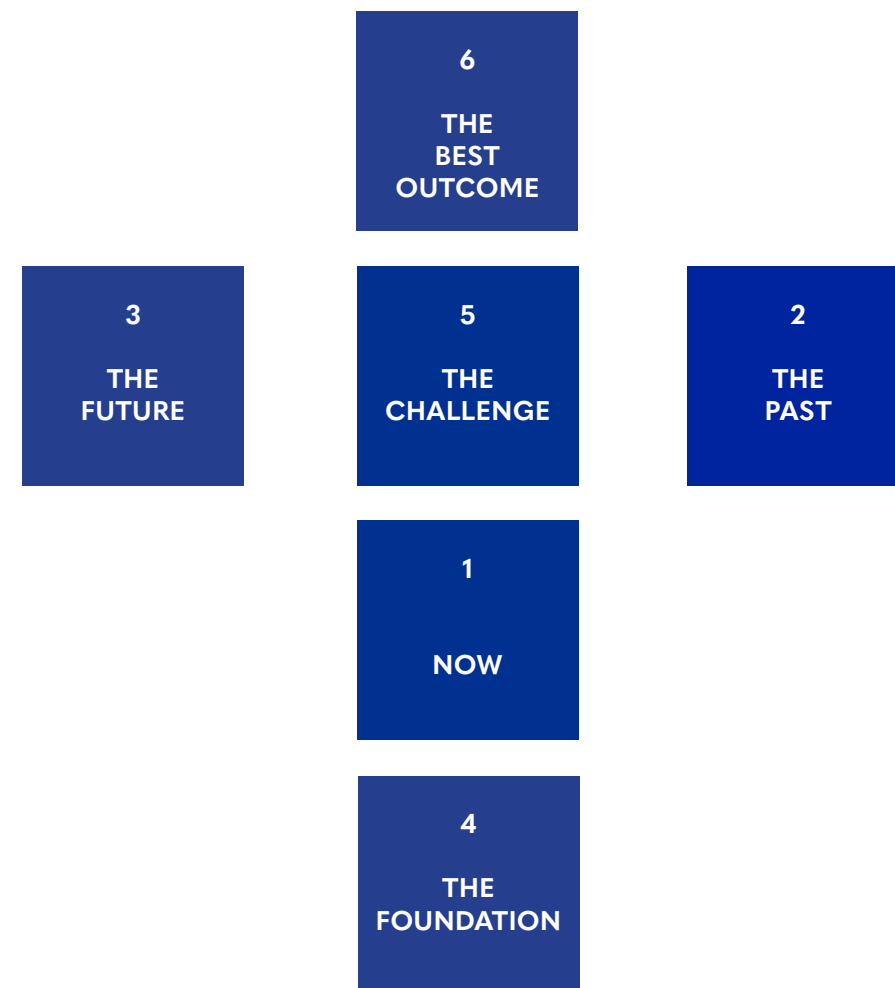 6
THE
BEST
OUTCOME
3
THE
FUTURE
5
THE
CHALLENGE
2
THE
PAST
1
NOW
4
THE
FOUNDATION